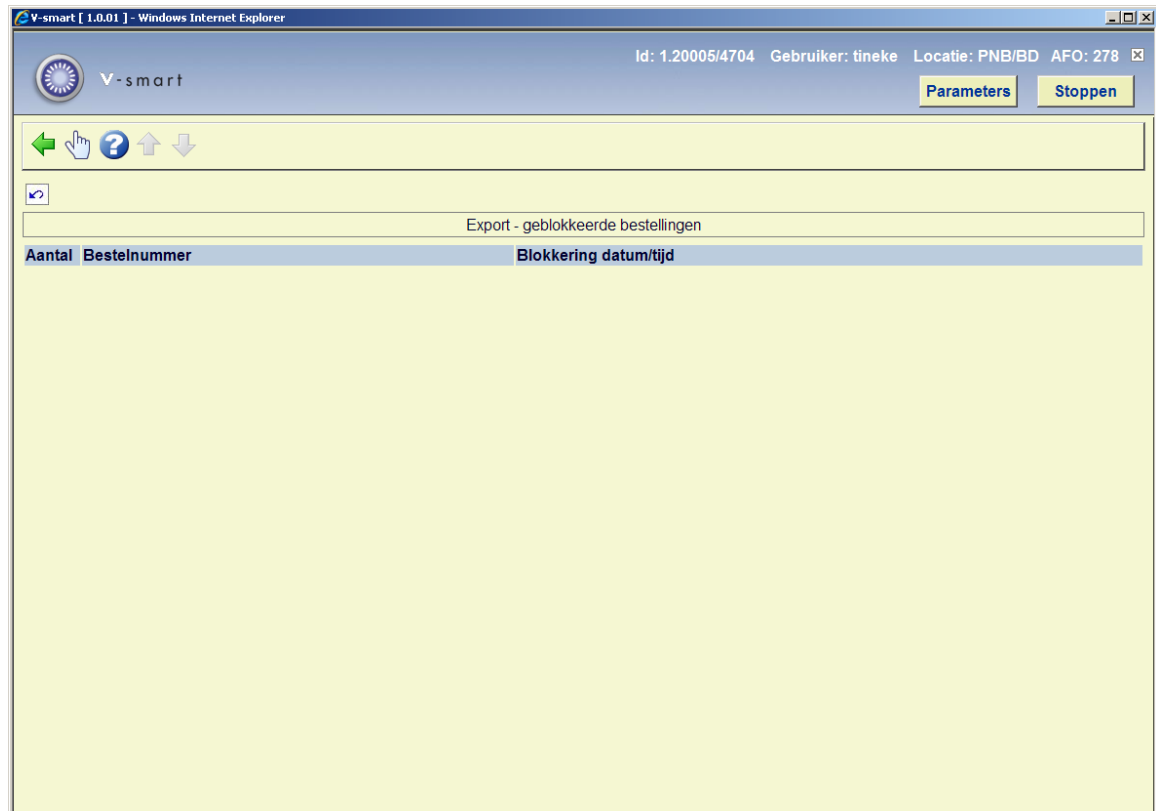 V-smart [ 1.0.01 ] - Windows Internet Explorer
Id: 1.20005/4704 Gebruiker: tineke Locatie: PNB/BD AFO: 278
V-smart
Parameters Stoppen
Export - geblokkeerde bestellingen
Aantal Bestelnummer Blokkering datum/tijd